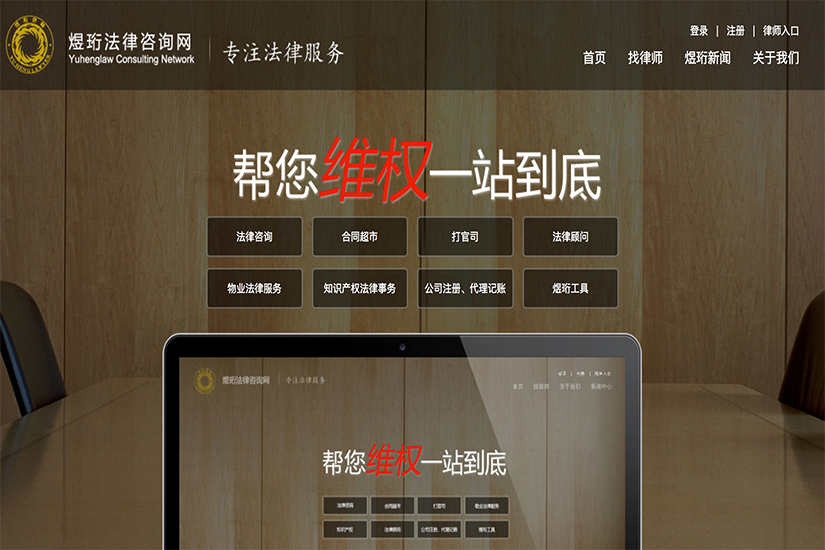 登录 | 注册 | 律师入口
煜珩法律咨询网
Yuhenglaw Consulting Network
专注法律服务
首页 找律师 煜珩新闻 关于我们
帮您维权一站到底
法律咨询 合同超市 打官司 法律顾问
物业法律服务 知识产权法律事务 公司注册、代理记账 煜珩工具
登录 | 注册 | 律师入口
煜珩法律咨询网 专注法律服务
首页 找律师 关于我们 新闻中心
帮您维权一站到底
法律咨询 合同超市 打官司 物业法律服务
知识产权 法律顾问 公司注册、代理记账 煜珩工具